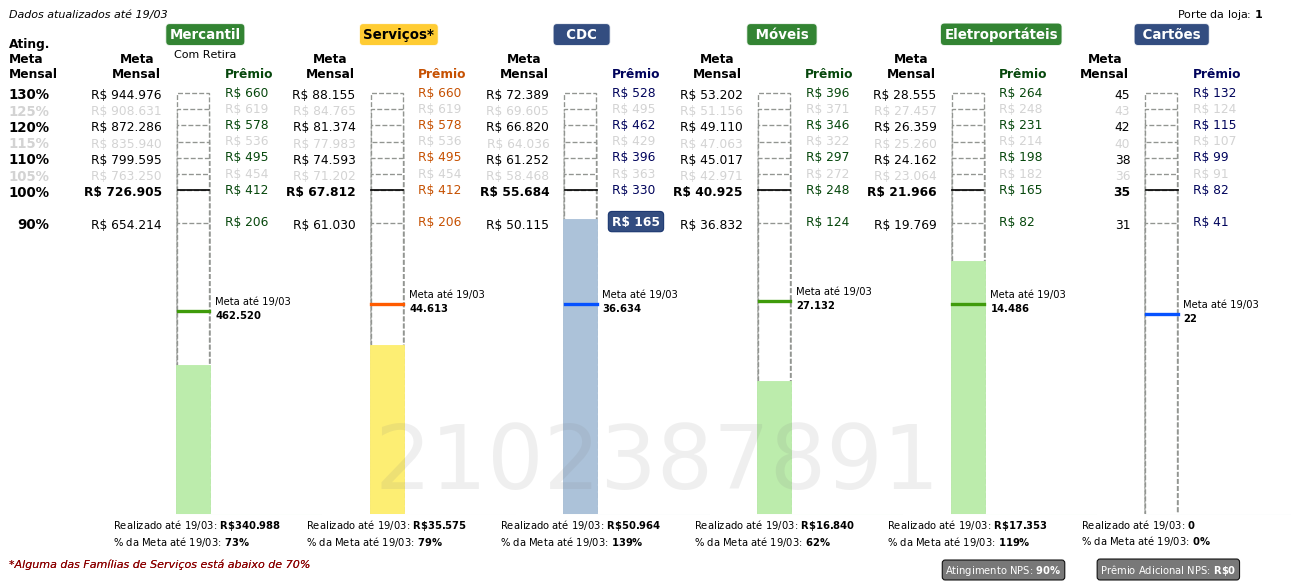 Dados atualizados até 19/03 Porte da loja: 1
Mercantil Serviços* CDC Móveis Eletroportáteis Cartões
Com Retira
Ating. Meta Mensal Meta Mensal Prêmio Meta Mensal Prêmio Meta Mensal Prêmio Meta Mensal Prêmio Meta Mensal Prêmio Meta Mensal Prêmio
130% R$ 944.976 R$ 660 R$ 88.155 R$ 660 R$ 72.389 R$ 528 R$ 53.202 R$ 396 R$ 28.555 R$ 264 45 R$ 132
125% R$ 908.631 R$ 619 R$ 84.765 R$ 619 R$ 69.605 R$ 495 R$ 51.156 R$ 371 R$ 27.457 R$ 248 43 R$ 124
120% R$ 872.286 R$ 578 R$ 81.374 R$ 578 R$ 66.820 R$ 462 R$ 49.110 R$ 346 R$ 26.359 R$ 231 42 R$ 115
115% R$ 835.940 R$ 536 R$ 77.983 R$ 536 R$ 64.036 R$ 429 R$ 47.063 R$ 322 R$ 25.260 R$ 214 40 R$ 107
110% R$ 799.595 R$ 495 R$ 74.593 R$ 495 R$ 61.252 R$ 396 R$ 45.017 R$ 297 R$ 24.162 R$ 198 38 R$ 99
105% R$ 763.250 R$ 454 R$ 71.202 R$ 454 R$ 58.468 R$ 363 R$ 42.971 R$ 272 R$ 23.064 R$ 182 36 R$ 91
100% R$ 726.905 R$ 412 R$ 67.812 R$ 412 R$ 55.684 R$ 330 R$ 40.925 R$ 248 R$ 21.966 R$ 165 35 R$ 82
90% R$ 654.214 R$ 206 R$ 61.030 R$ 206 R$ 50.115 R$ 165 R$ 36.832 R$ 124 R$ 19.769 R$ 82 31 R$ 41
Meta até 19/03 Meta até 19/03 Meta até 19/03 Meta até 19/03 Meta até 19/03 Meta até 19/03
462.520 44.613 36.634 27.132 14.486 22
2102387891
Realizado até 19/03: R$340.988 Realizado até 19/03: R$35.575 Realizado até 19/03: R$50.964 Realizado até 19/03: R$16.840 Realizado até 19/03: R$17.353 Realizado até 19/03: 0
% da Meta até 19/03: 73% % da Meta até 19/03: 79% % da Meta até 19/03: 139% % da Meta até 19/03: 62% % da Meta até 19/03: 119% % da Meta até 19/03: 0%
*Alguma das Famílias de Serviços está abaixo de 70% Atingimento NPS: 90% Prêmio Adicional NPS: R$0